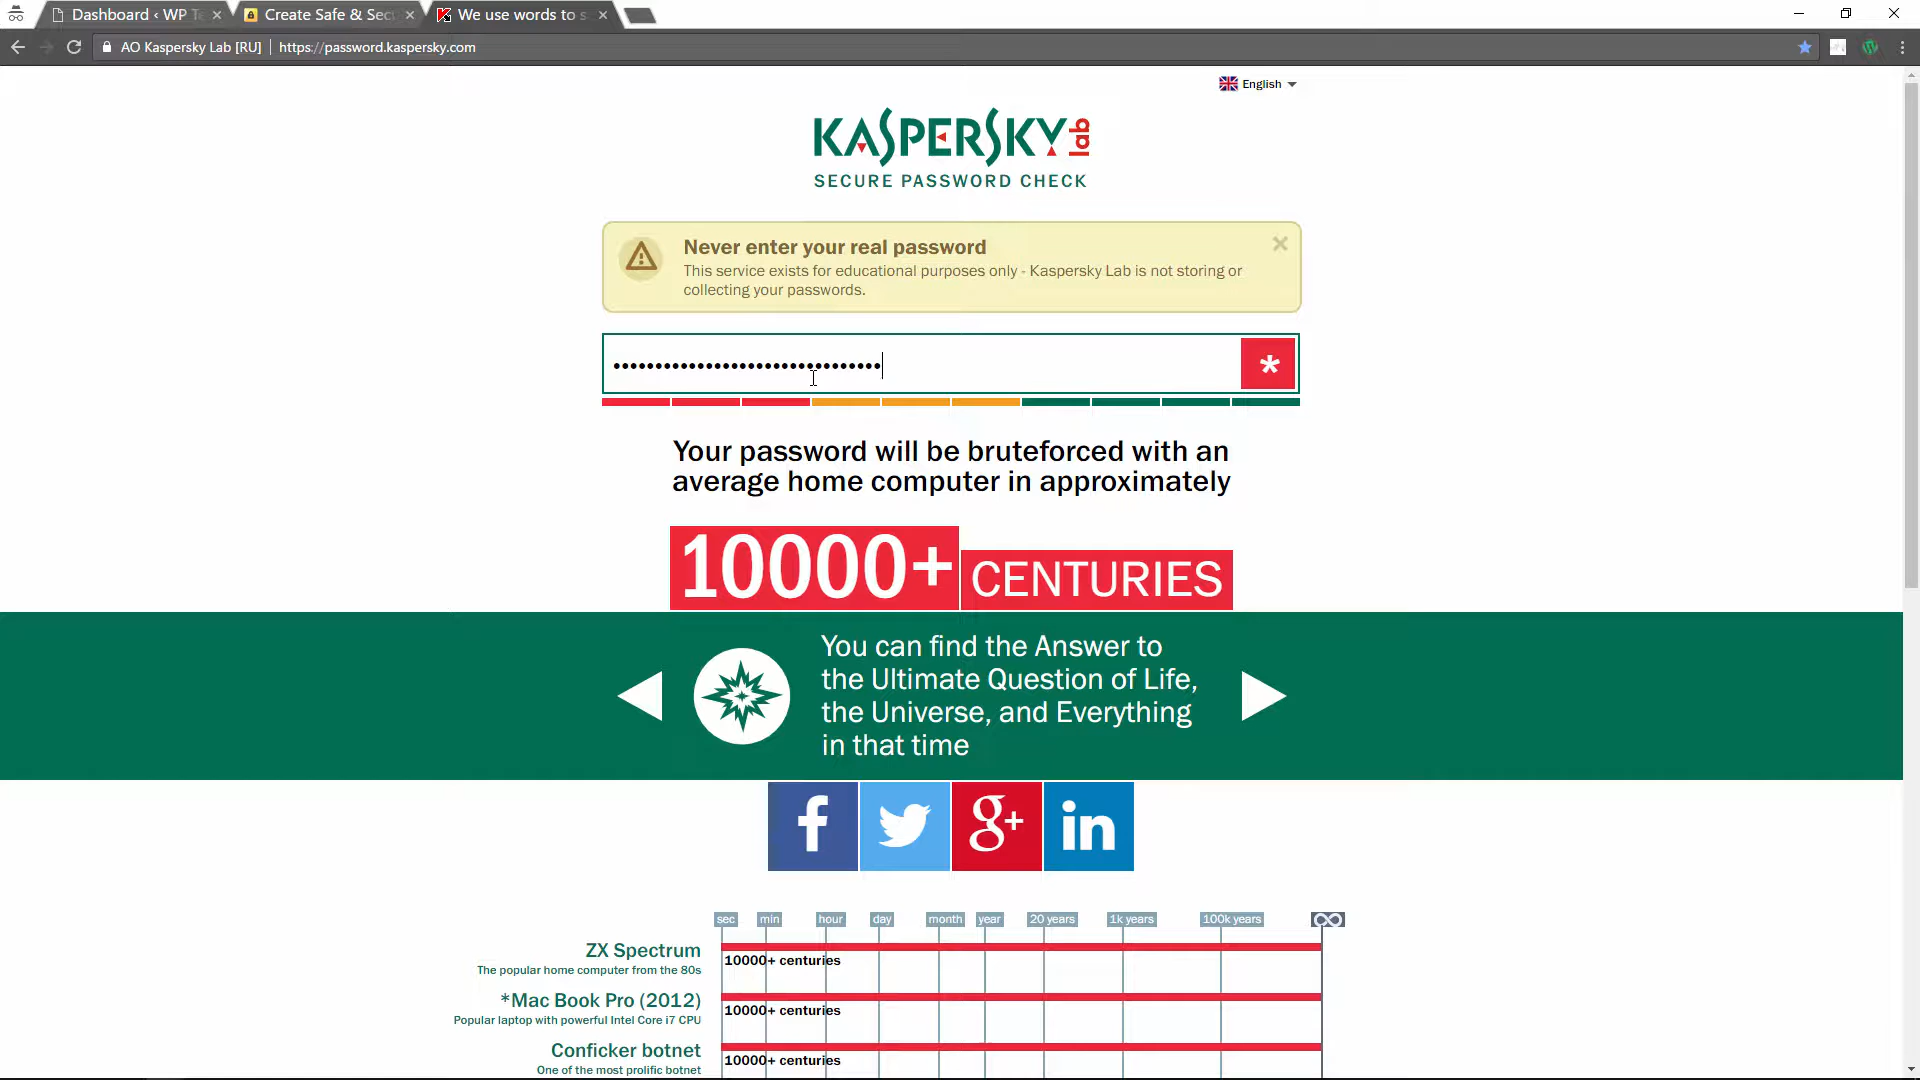 Dashboard ‹ WP Te
Create Safe & Sec
We use words to s
AO Kaspersky Lab [RU]
https://password.kaspersky.com
English
KASPERSKY lab
SECURE PASSWORD CHECK
Never enter your real password
This service exists for educational purposes only - Kaspersky Lab is not storing or
collecting your passwords.
••••••••••••••••••••••••••••••••
*
Your password will be bruteforced with an
average home computer in approximately
10000+ CENTURIES
You can find the Answer to
the Ultimate Question of Life,
the Universe, and Everything
in that time
f
g+
in
sec min hour day month year 20 years 1k years 100k years ∞
ZX Spectrum
The popular home computer from the 80s
10000+ centuries
*Mac Book Pro (2012)
Popular laptop with powerful Intel Core i7 CPU
10000+ centuries
Conficker botnet
One of the most prolific botnet
10000+ centuries